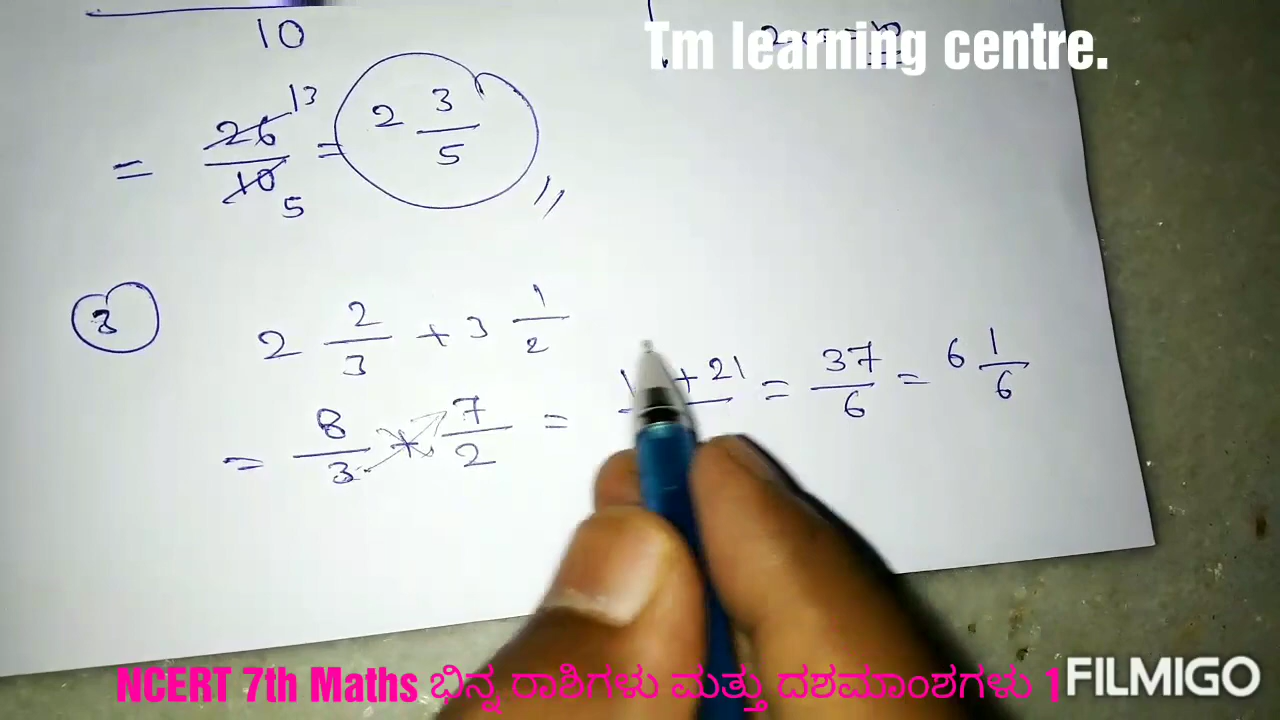 10
Tm learning centre.
= 26/10 13/5 = 2 3/5 //
3 2 2/3 + 3 1/2
= 8/3 + 7/2 = + 21 = 37/6 = 6 1/6
NCERT 7th Maths ಭಿನ್ನ ರಾಶಿಗಳು ಮತ್ತು ದಶಮಾಂಶಗಳು 1
FILMIGO